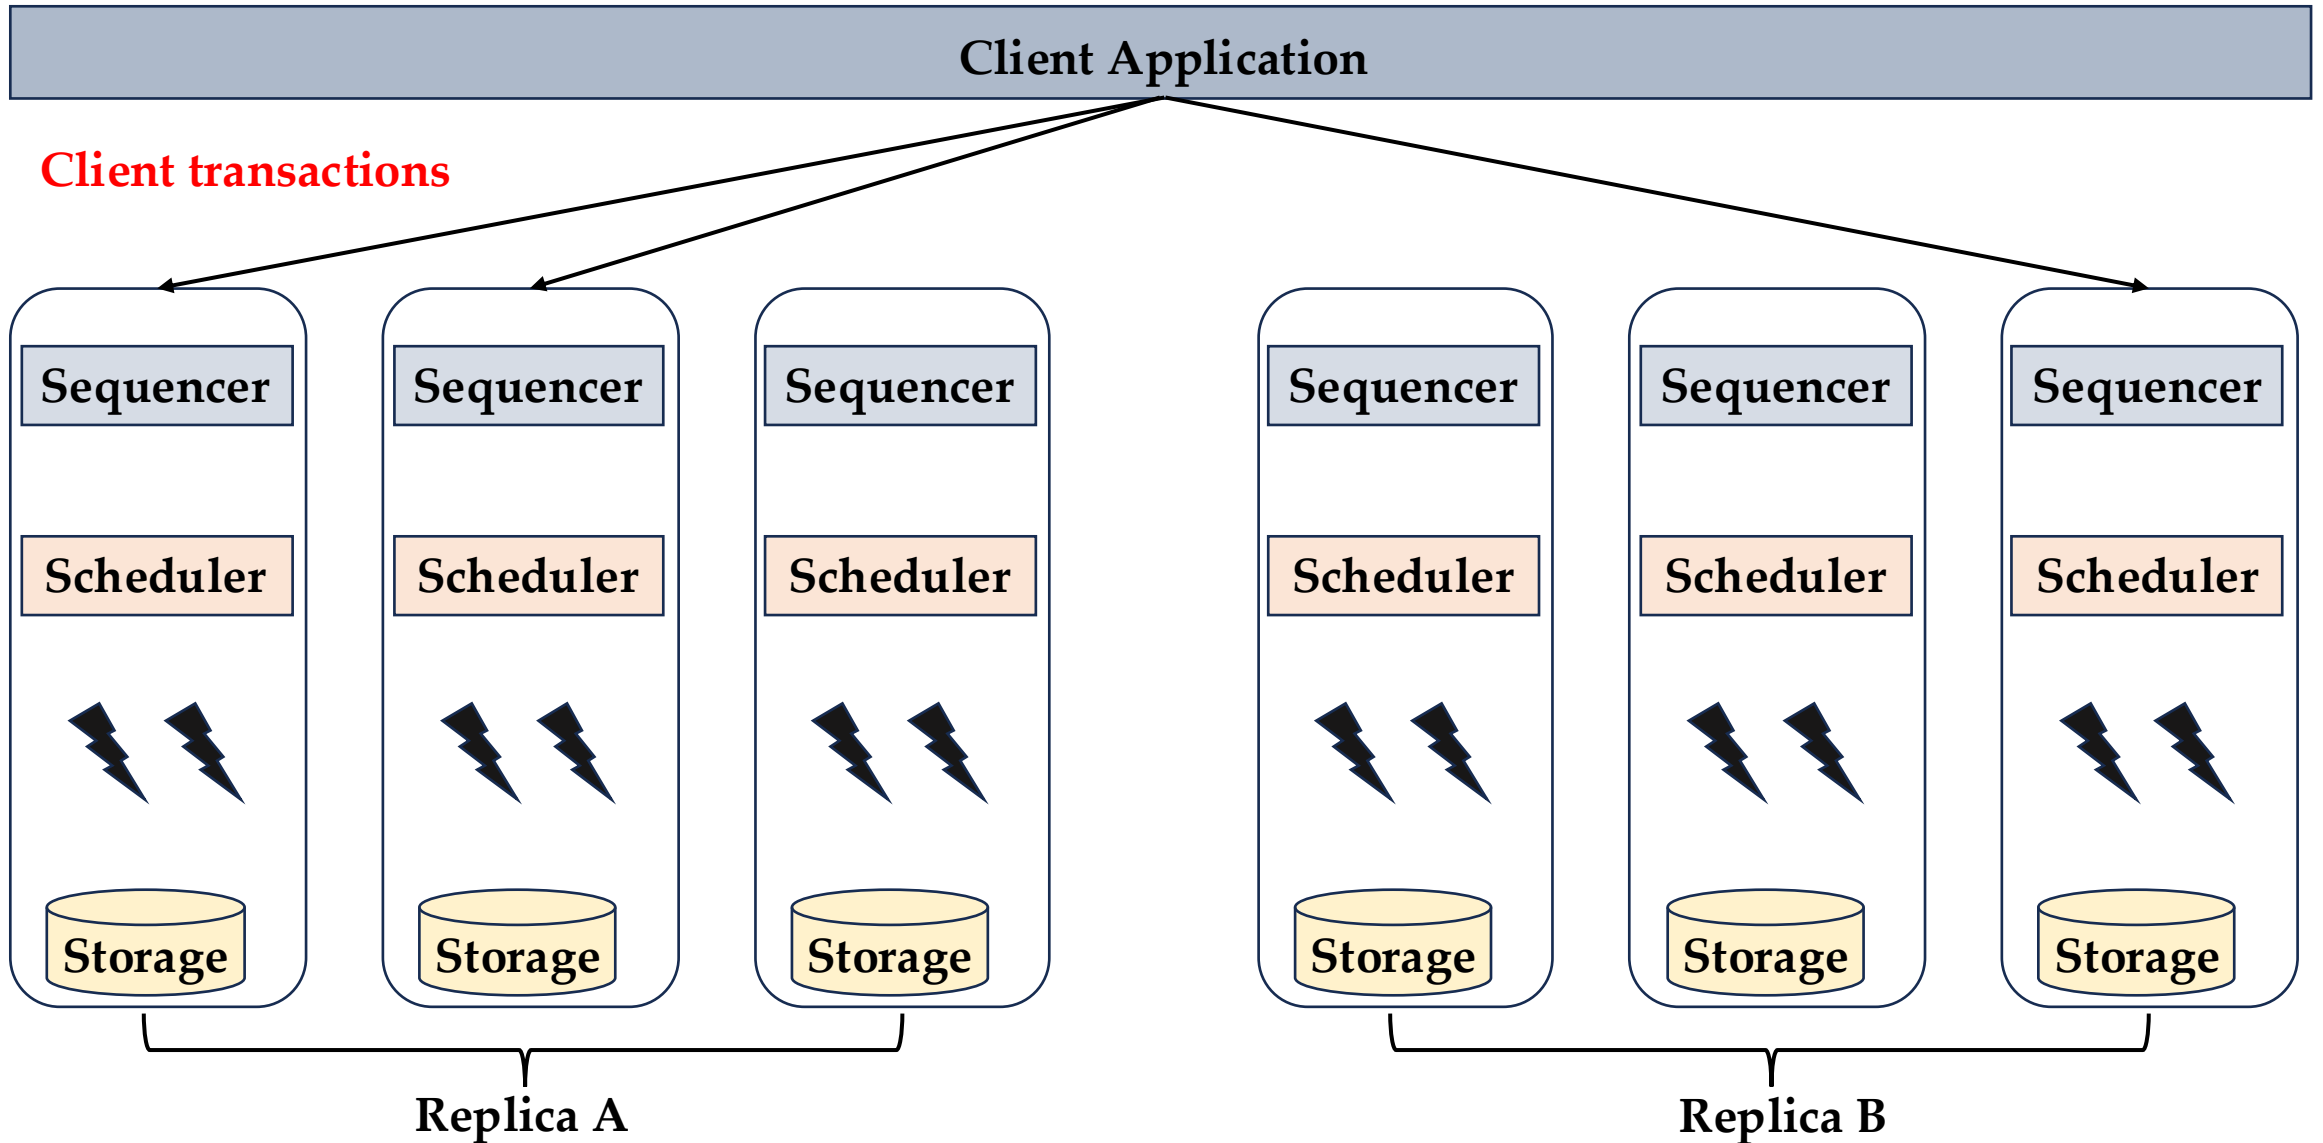 Client Application
Client transactions
Sequencer Sequencer Sequencer Sequencer Sequencer Sequencer
Scheduler Scheduler Scheduler Scheduler Scheduler Scheduler
Storage Storage Storage Storage Storage Storage
Replica A Replica B